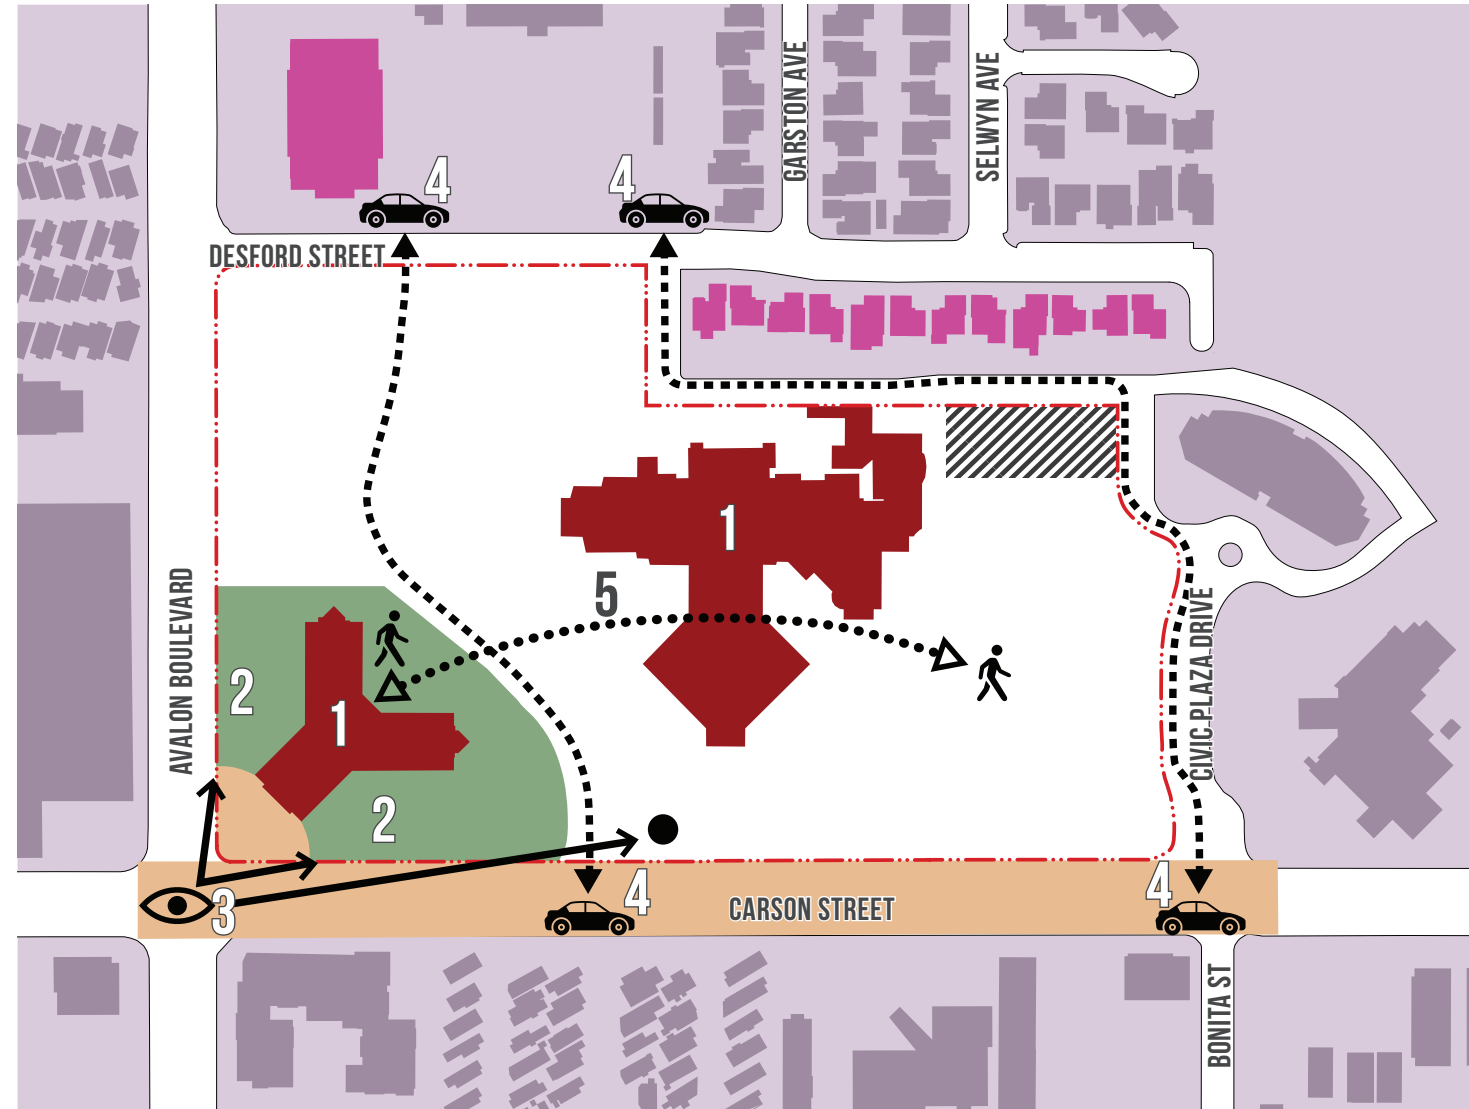 GARSTON AVE
SELWYN AVE
4
4
DESFORD STREET
1
5
AVALON BOULEVARD
2
1
CIVIC PLAZA DRIVE
2
3
4
CARSON STREET
4
BONITA ST